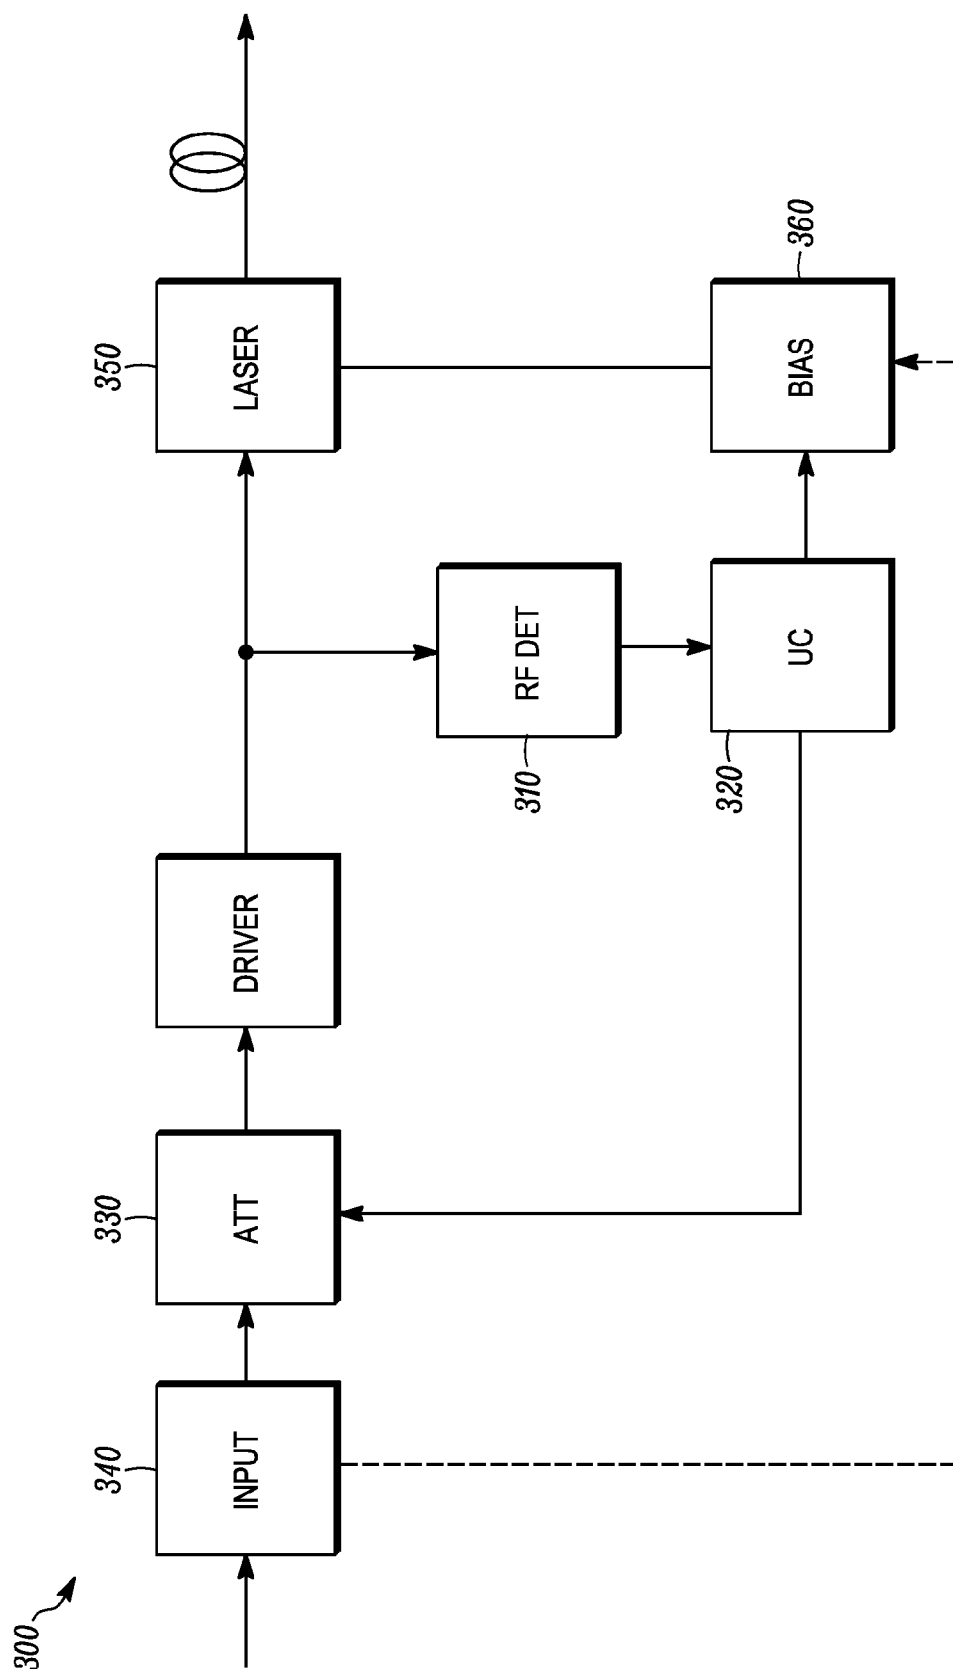 300
340
INPUT
330
ATT
DRIVER
350
LASER
310
RF DET
320
UC
360
BIAS